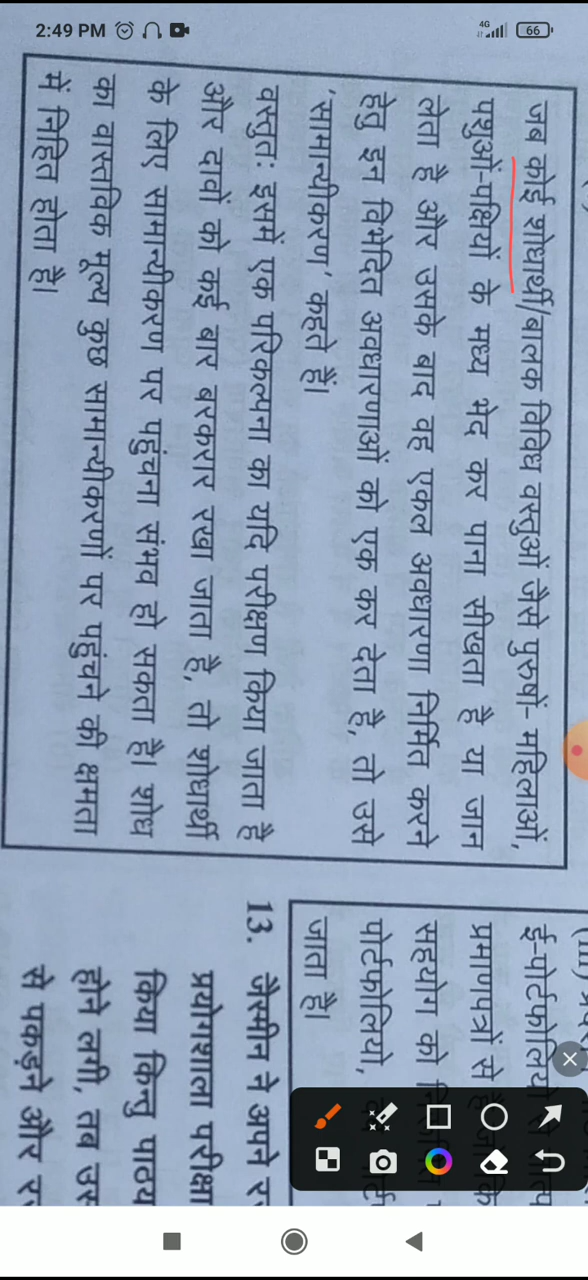 2:49 PM
4G
66
जब कोई शोधार्थी/बालक विविध वस्तुओं जैसे पुरुषों- महिलाओं,
पशुओं-पक्षियों के मध्य भेद कर पाना सीखता है या जान
लेता है और उसके बाद वह एकल अवधारणा निर्मित करने
हेतु इन विभेदित अवधारणाओं को एक कर देता है, तो उसे
'सामान्यीकरण' कहते हैं।
वस्तुतः इसमें एक परिकल्पना का यदि परीक्षण किया जाता है
और दावों को कई बार बरकरार रखा जाता है, तो शोधार्थी
के लिए सामान्यीकरण पर पहुंचना संभव हो सकता है। शोध
का वास्तविक मूल्य कुछ सामान्यीकरणों पर पहुंचने की क्षमता
में निहित होता है।
(iii)
ई-पोर्टफोलियो
प्रमाणपत्रों से
सहयोग को
पोर्टफोलियो,
जाता है।
13. जैस्मीन ने अपने
प्रयोगशाला परीक्षा
किया किन्तु पाठ्य
होने लगी, तब
से पकड़ने और